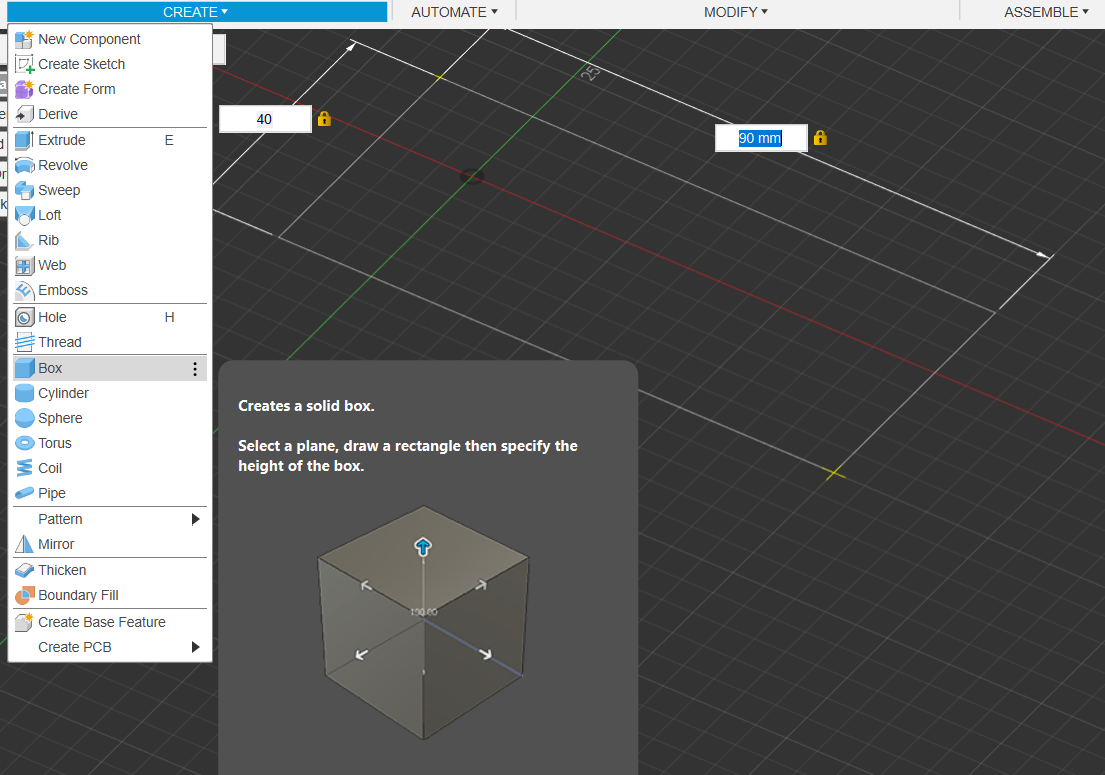 CREATE
AUTOMATE
MODIFY
ASSEMBLE
New Component
Create Sketch
Create Form
Derive
Extrude E
Revolve
Sweep
Loft
Rib
Web
Emboss
Hole H
Thread
Box
Cylinder
Sphere
Torus
Coil
Pipe
Pattern
Mirror
Thicken
Boundary Fill
Create Base Feature
Create PCB
25
40
90 mm
Creates a solid box.
Select a plane, draw a rectangle then specify the
height of the box.
100.00